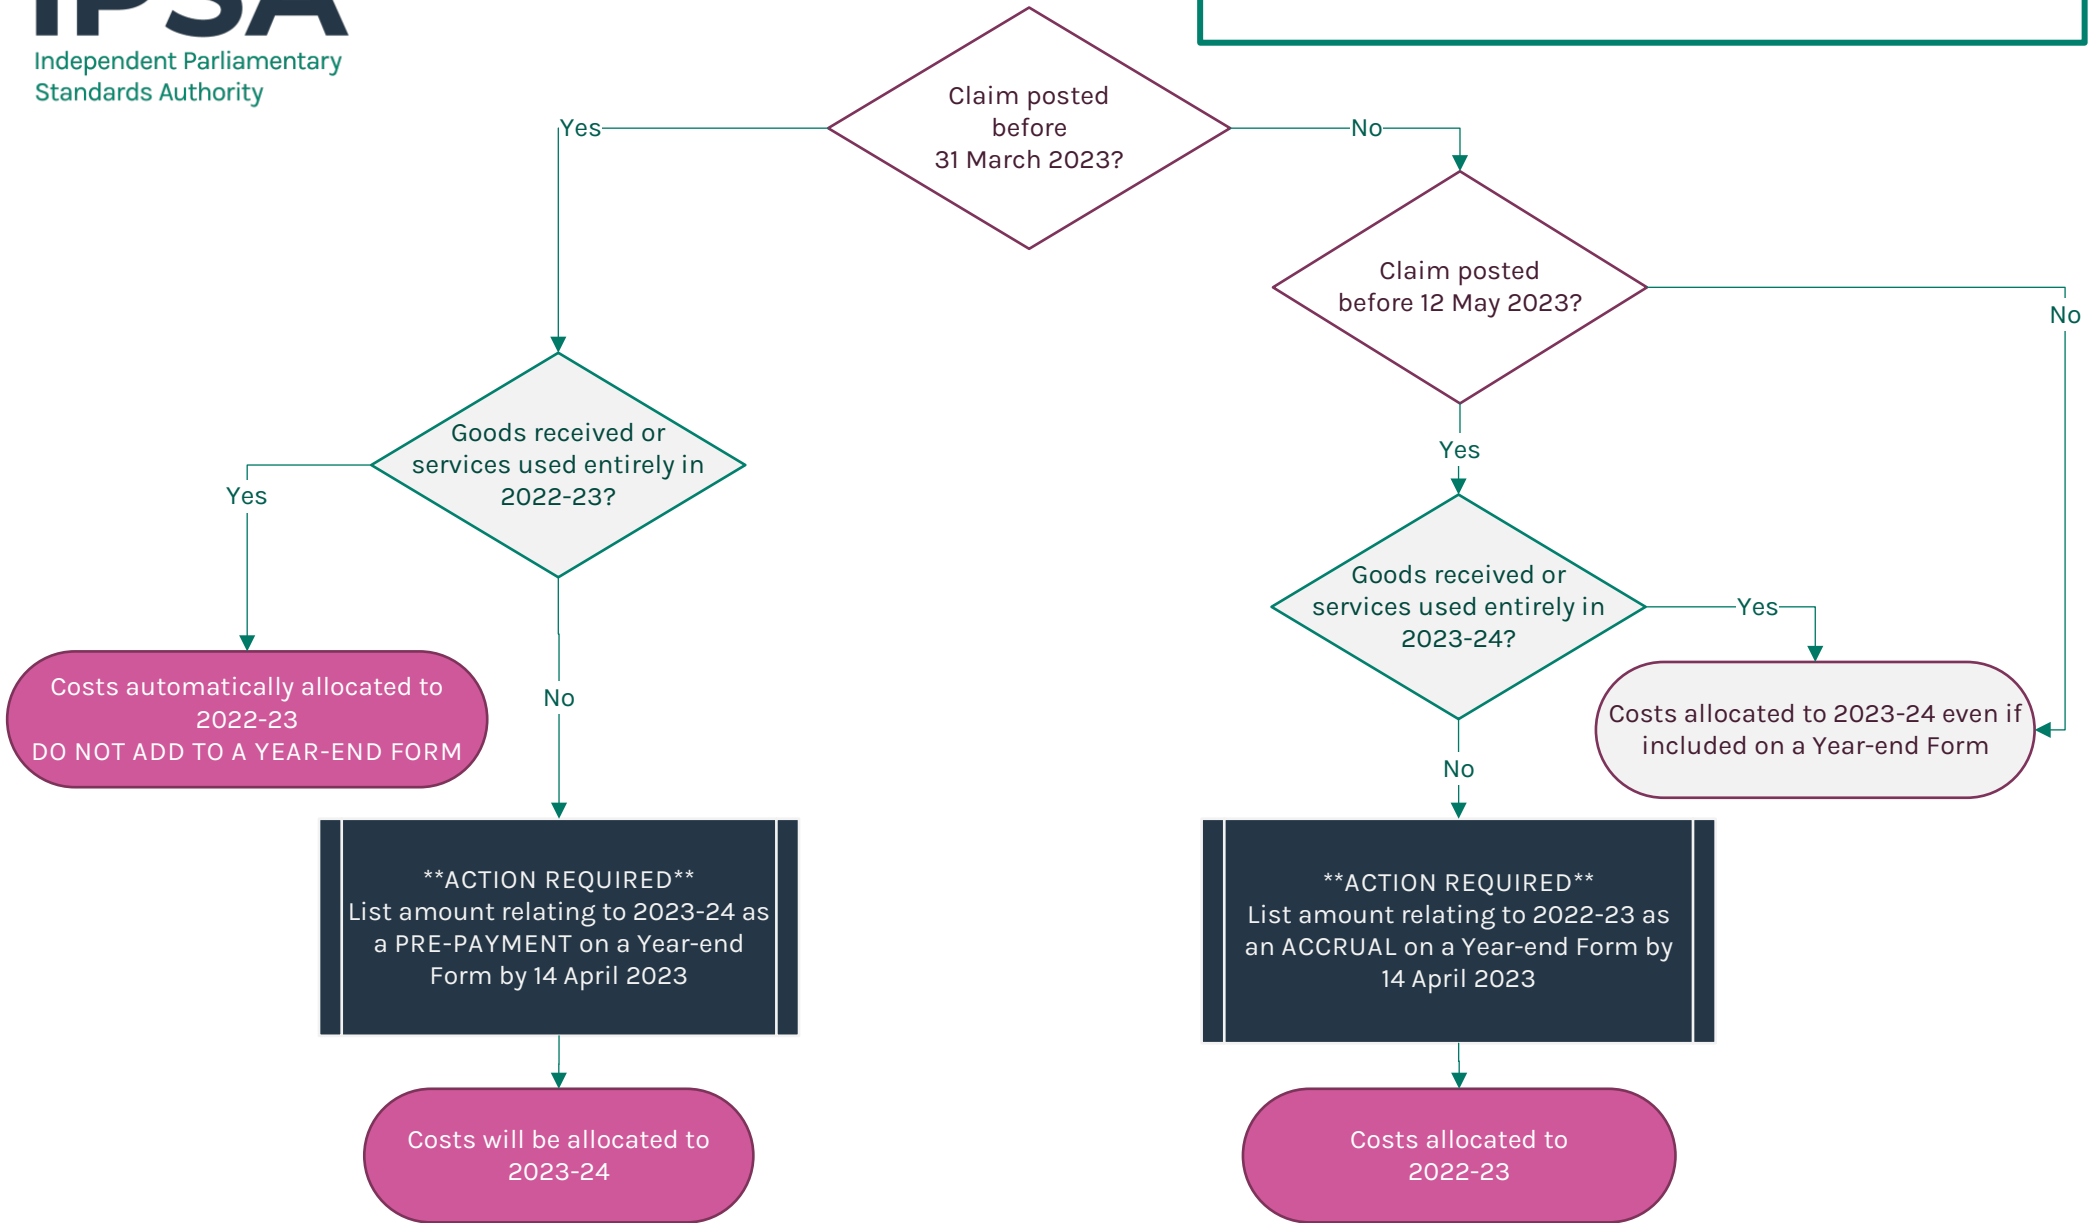 IPSA
Independent Parliamentary
Standards Authority
Claim posted
before
31 March 2023?
Yes
No
Claim posted
before 12 May 2023?
No
Yes
Goods received or
services used entirely in
2022-23?
Yes
No
Goods received or
services used entirely in
2023-24?
Yes
No
Costs automatically allocated to
2022-23
DO NOT ADD TO A YEAR-END FORM
Costs allocated to 2023-24 even if
included on a Year-end Form
**ACTION REQUIRED**
List amount relating to 2023-24 as
a PRE-PAYMENT on a Year-end
Form by 14 April 2023
**ACTION REQUIRED**
List amount relating to 2022-23 as
an ACCRUAL on a Year-end Form by
14 April 2023
Costs will be allocated to
2023-24
Costs allocated to
2022-23